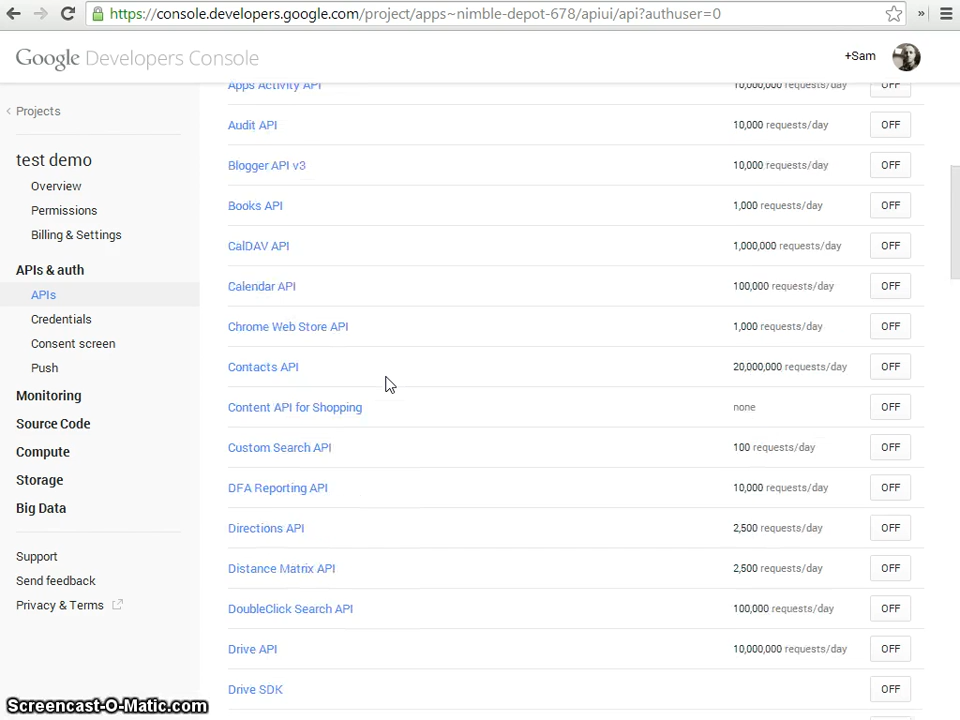 https://console.developers.google.com/project/apps~nimble-depot-678/apiui/api?authuser=0
»
Google Developers Console
+Sam
Projects
test demo
Overview
Permissions
Billing & Settings
APIs & auth
APIs
Credentials
Consent screen
Push
Monitoring
Source Code
Compute
Storage
Big Data
Support
Send feedback
Privacy & Terms
Apps Activity API 10,000,000 requests/day OFF
Audit API 10,000 requests/day OFF
Blogger API v3 10,000 requests/day OFF
Books API 1,000 requests/day OFF
CalDAV API 1,000,000 requests/day OFF
Calendar API 100,000 requests/day OFF
Chrome Web Store API 1,000 requests/day OFF
Contacts API 20,000,000 requests/day OFF
Content API for Shopping none OFF
Custom Search API 100 requests/day OFF
DFA Reporting API 10,000 requests/day OFF
Directions API 2,500 requests/day OFF
Distance Matrix API 2,500 requests/day OFF
DoubleClick Search API 100,000 requests/day OFF
Drive API 10,000,000 requests/day OFF
Drive SDK OFF
Screencast-O-Matic.com